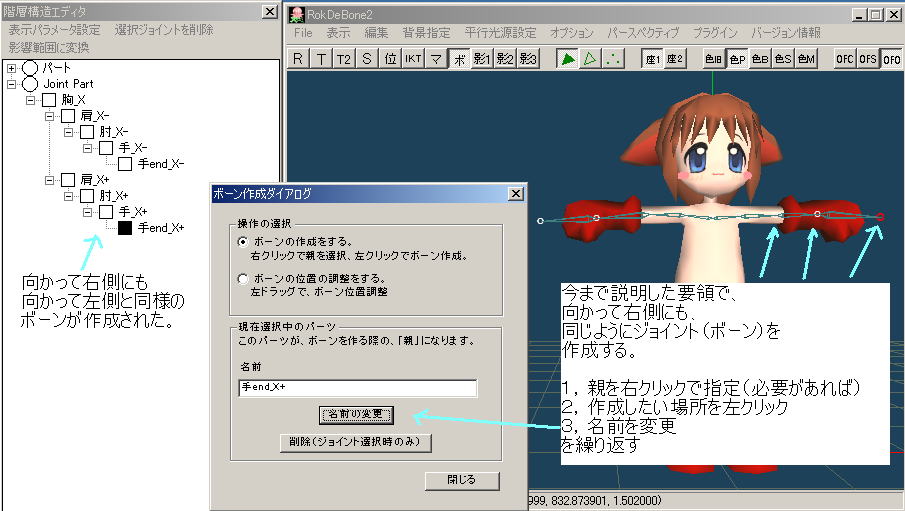 階層構造エディタ
表示パラメータ設定 選択ジョイントを削除
影響範囲に変換
パート
Joint Part
胸_X
肩_X-
肘_X-
手_X-
手end_X-
肩_X+
肘_X+
手_X+
手end_X+
向かって右側にも
向かって左側と同様の
ボーンが作成された。
RokDeBone2
File 表示 編集 背景指定 平行光源設定 オプション パースペクティブ プラグイン バージョン情報
R T T2 S 位 IKT マ ボ 影1 影2 影3 座1 座2 色IB 色P 色B 色S 色M OFC OFS OFO
ボーン作成ダイアログ
操作の選択
ボーンの作成をする。
右クリックで親を選択、左クリックでボーン作成。
ボーンの位置の調整をする。
左ドラッグで、ボーン位置調整
現在選択中のパーツ
このパーツが、ボーンを作る際の、「親」になります。
名前
手end_X+
名前の変更
削除(ジョイント選択時のみ)
閉じる
今まで説明した要領で、
向かって右側にも、
同じようにジョイント(ボーン)を
作成する。
1, 親を右クリックで指定(必要があれば)
2, 作成したい場所を左クリック
3, 名前を変更
を繰り返す
999, 832.873901, 1.502000)